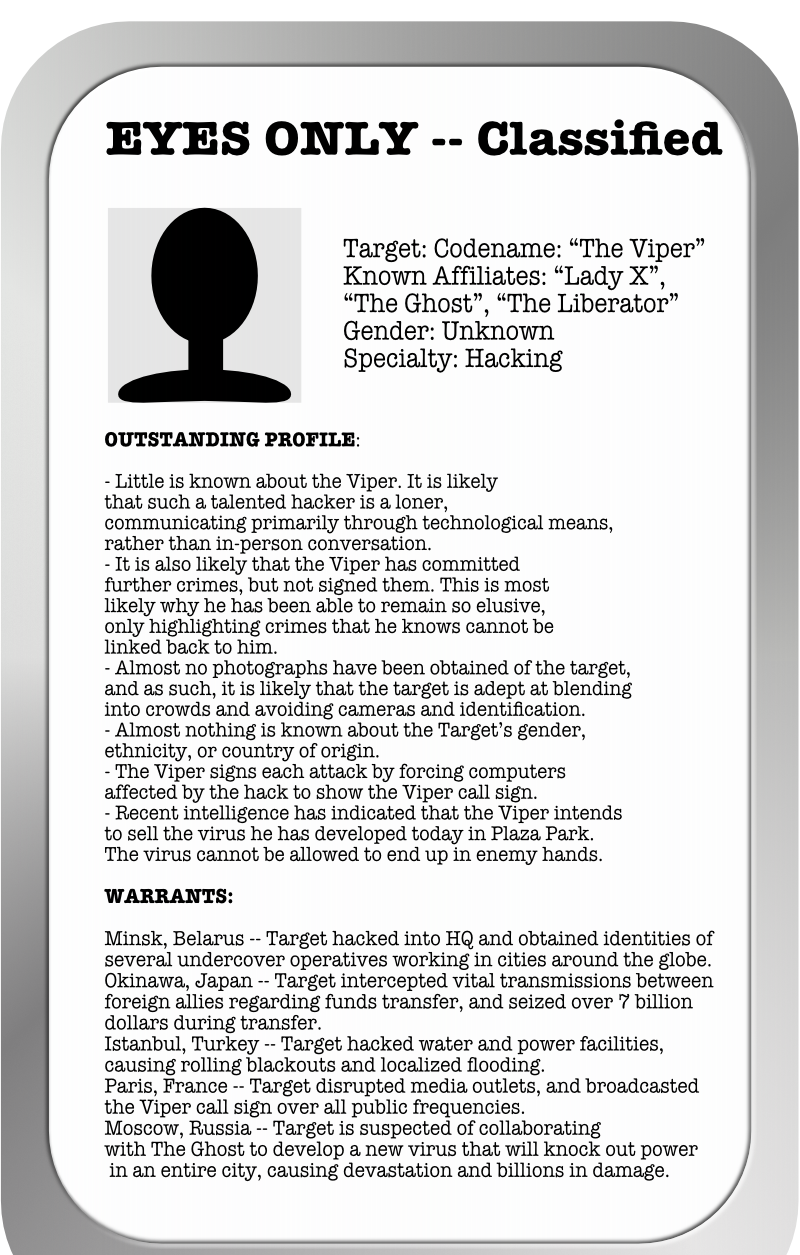 EYES ONLY -- Classified
Target: Codename: “The Viper”
Known Affiliates: “Lady X”,
“The Ghost”, “The Liberator”
Gender: Unknown
Specialty: Hacking
OUTSTANDING PROFILE:
- Little is known about the Viper. It is likely
that such a talented hacker is a loner,
communicating primarily through technological means,
rather than in-person conversation.
- It is also likely that the Viper has committed
further crimes, but not signed them. This is most
likely why he has been able to remain so elusive,
only highlighting crimes that he knows cannot be
linked back to him.
- Almost no photographs have been obtained of the target,
and as such, it is likely that the target is adept at blending
into crowds and avoiding cameras and identification.
- Almost nothing is known about the Target’s gender,
ethnicity, or country of origin.
- The Viper signs each attack by forcing computers
affected by the hack to show the Viper call sign.
- Recent intelligence has indicated that the Viper intends
to sell the virus he has developed today in Plaza Park.
The virus cannot be allowed to end up in enemy hands.
WARRANTS:
Minsk, Belarus -- Target hacked into HQ and obtained identities of
several undercover operatives working in cities around the globe.
Okinawa, Japan -- Target intercepted vital transmissions between
foreign allies regarding funds transfer, and seized over 7 billion
dollars during transfer.
Istanbul, Turkey -- Target hacked water and power facilities,
causing rolling blackouts and localized flooding.
Paris, France -- Target disrupted media outlets, and broadcasted
the Viper call sign over all public frequencies.
Moscow, Russia -- Target is suspected of collaborating
with The Ghost to develop a new virus that will knock out power
in an entire city, causing devastation and billions in damage.